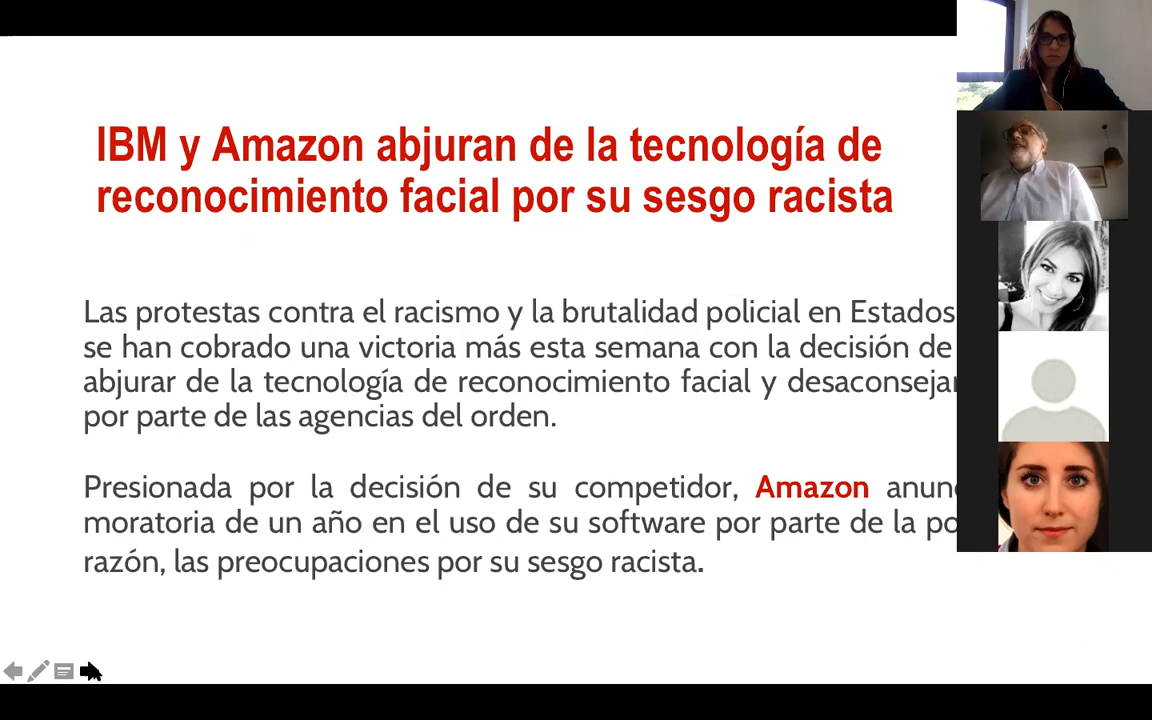 IBM y Amazon abjuran de la tecnología de
reconocimiento facial por su sesgo racista
Las protestas contra el racismo y la brutalidad policial en Estados
se han cobrado una victoria más esta semana con la decisión de
abjurar de la tecnología de reconocimiento facial y
por parte de las agencias del orden.
Presionada por la decisión de su competidor, Amazon
moratoria de un año en el uso de su software por parte de la
razón, las preocupaciones por su sesgo racista.